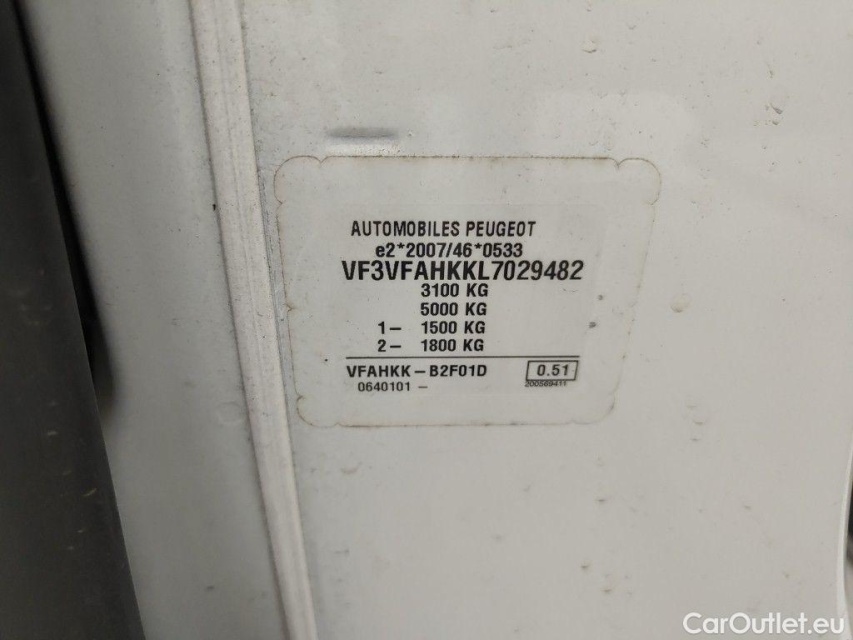 AUTOMOBILES PEUGEOT
e2*2007/46*0533
VF3VFAHKKL7029482
3100 KG
5000 KG
1- 1500 KG
2- 1800 KG
VFAHKK-B2F01D 0.51
0640101 - 200569411
CarOutlet.eu